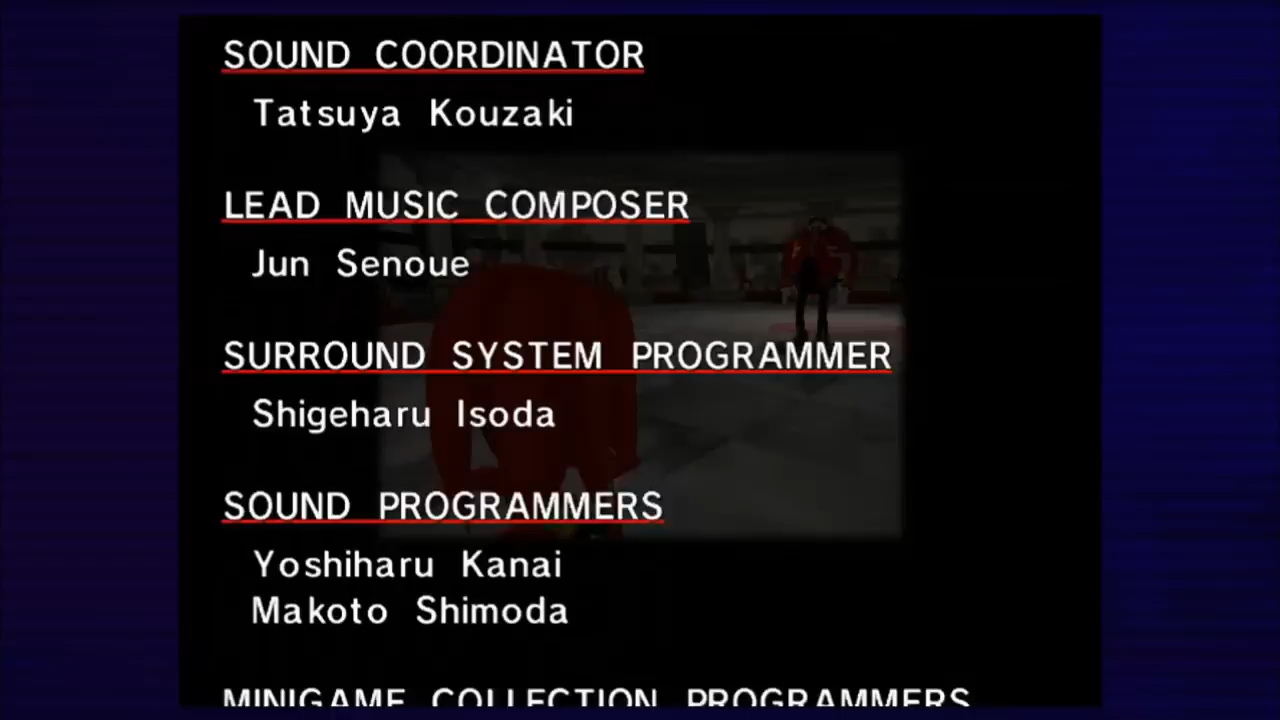 SOUND COORDINATOR
Tatsuya Kouzaki
LEAD MUSIC COMPOSER
Jun Senoue
SURROUND SYSTEM PROGRAMMER
Shigeharu Isoda
SOUND PROGRAMMERS
Yoshiharu Kanai
Makoto Shimoda
MINIGAME COLLECTION PROGRAMMERS